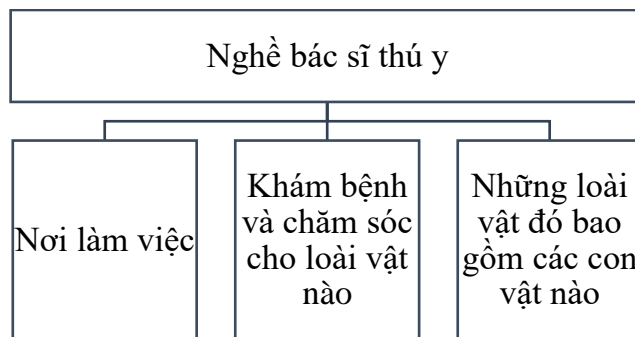 Nghề bác sĩ thú y
Nơi làm việc
Khám bệnh
và chăm sóc
cho loài vật
nào
Những loài
vật đó bao
gồm các con
vật nào